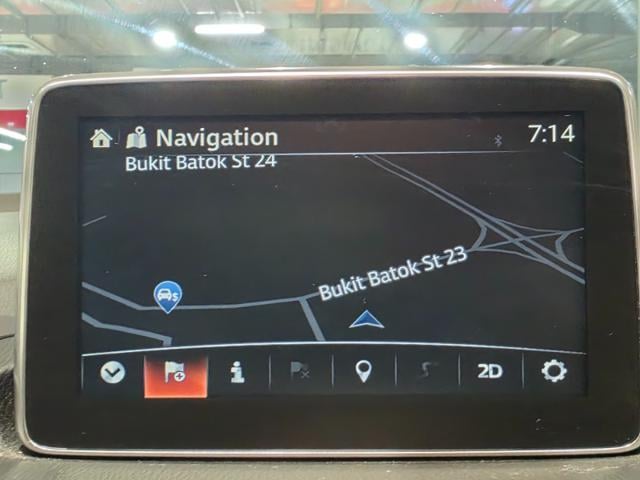 Navigation
7:14
Bukit Batok St 24
Bukit Batok St 23
$
2D